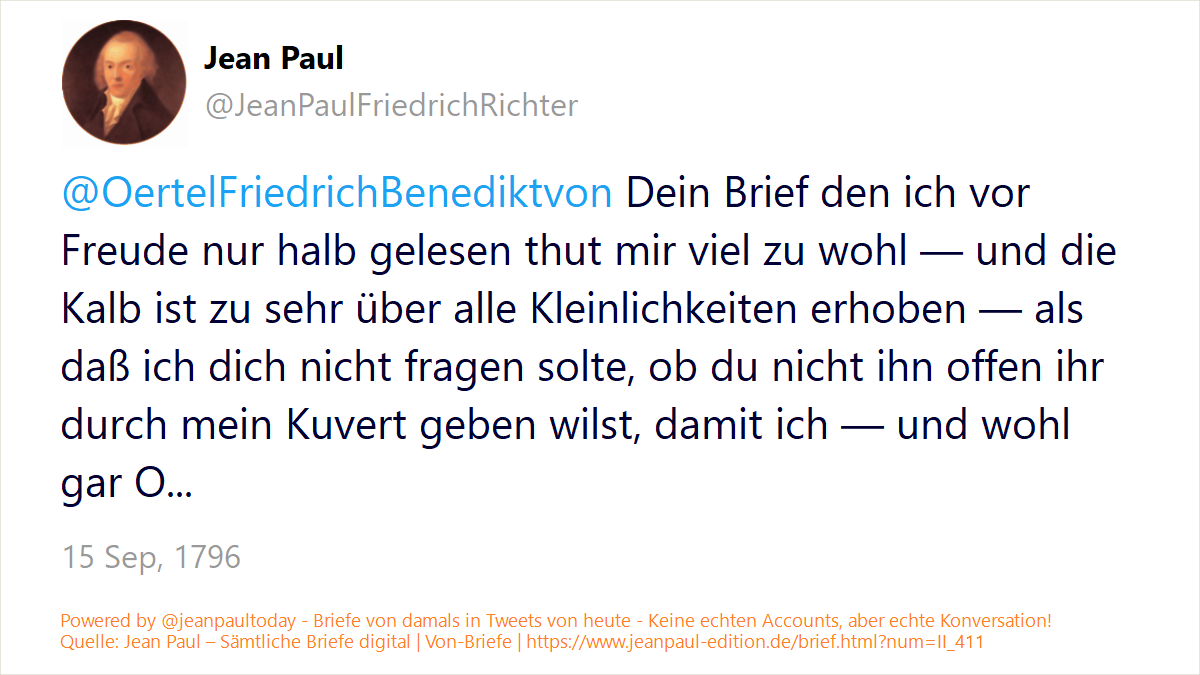 Jean Paul
@JeanPaulFriedrichRichter
@OertelFriedrichBenediktvon Dein Brief den ich vor
Freude nur halb gelesen thut mir viel zu wohl — und die
Kalb ist zu sehr über alle Kleinlichkeiten erhoben — als
daß ich dich nicht fragen solte, ob du nicht ihn offen ihr
durch mein Kuvert geben wilst, damit ich — und wohl
gar O...
15 Sep, 1796
Powered by @jeanpaultoday - Briefe von damals in Tweets von heute - Keine echten Accounts, aber echte Konversation!
Quelle: Jean Paul – Sämtliche Briefe digital | Von-Briefe | https://www.jeanpaul-edition.de/brief.html?num=II_411